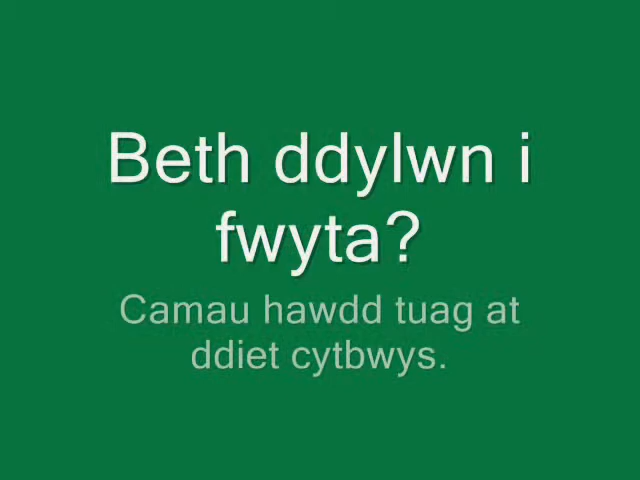 Beth ddylwn i
fwyta?
Camau hawdd tuag at
ddiet cytbwys.